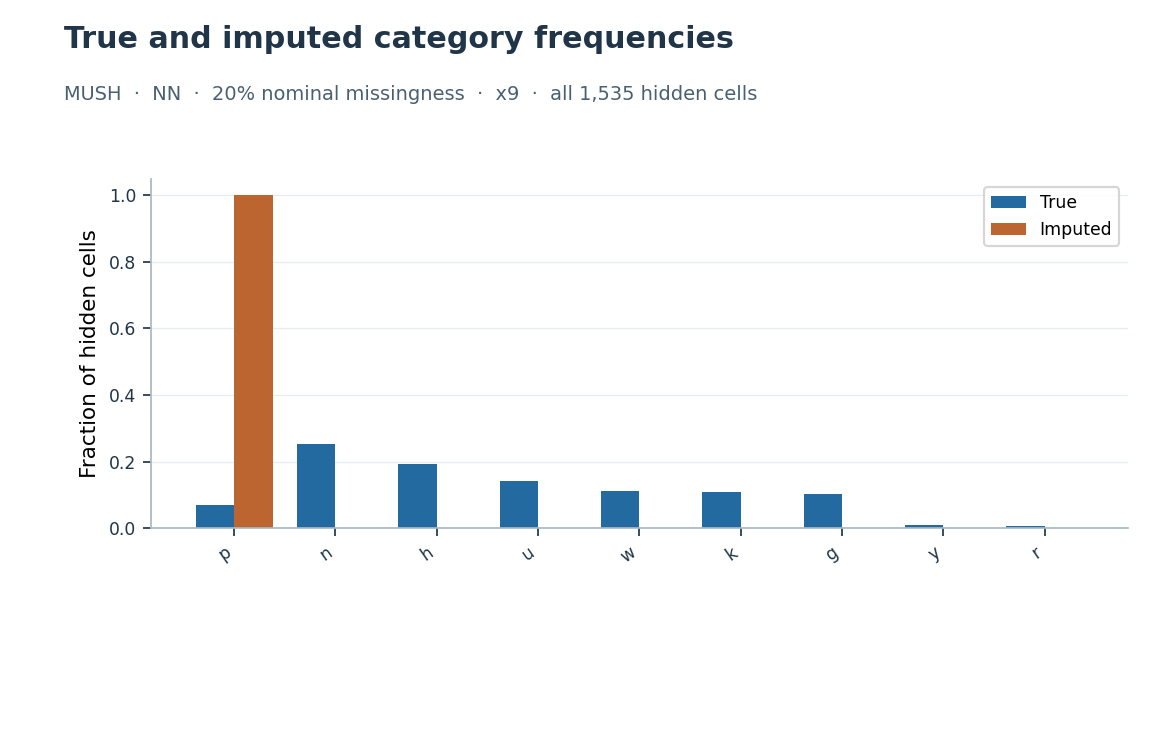 True and imputed category frequencies
MUSH · NN · 20% nominal missingness · x9 · all 1,535 hidden cells
Fraction of hidden cells
1.0
0.8
0.6
0.4
0.2
0.0
True
Imputed
p n h u w k g y r